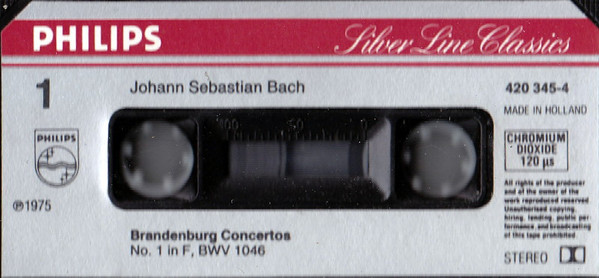 PHILIPS
Silver Line Classics
1
Johann Sebastian Bach
420 345-4
MADE IN HOLLAND
PHILIPS
CHROMIUM
DIOXIDE
120 µs
100 50 0
All rights of the producer
and of the owner of the
work reproduced reserved
Unauthorised copying,
hiring, lending, public per-
formance and broadcasting
of this tape prohibited.
℗1975
Brandenburg Concertos
No. 1 in F, BWV 1046
STEREO